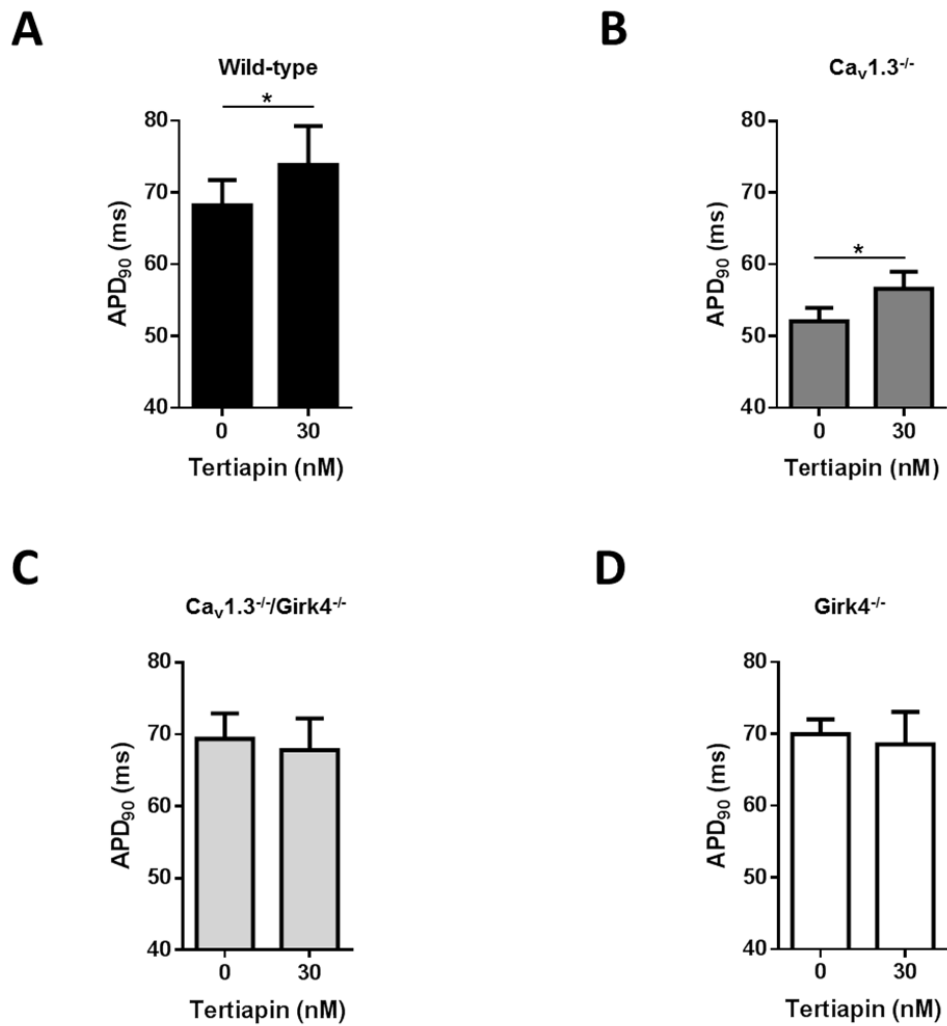 A
Wild-type
*
80
70
60
50
40
APD₉₀ (ms)
0 30
Tertiapin (nM)
B
Caᵥ1.3⁻/⁻
*
80
70
60
50
40
APD₉₀ (ms)
0 30
Tertiapin (nM)
C
Caᵥ1.3⁻/⁻/Girk4⁻/⁻
80
70
60
50
40
APD₉₀ (ms)
0 30
Tertiapin (nM)
D
Girk4⁻/⁻
80
70
60
50
40
APD₉₀ (ms)
0 30
Tertiapin (nM)